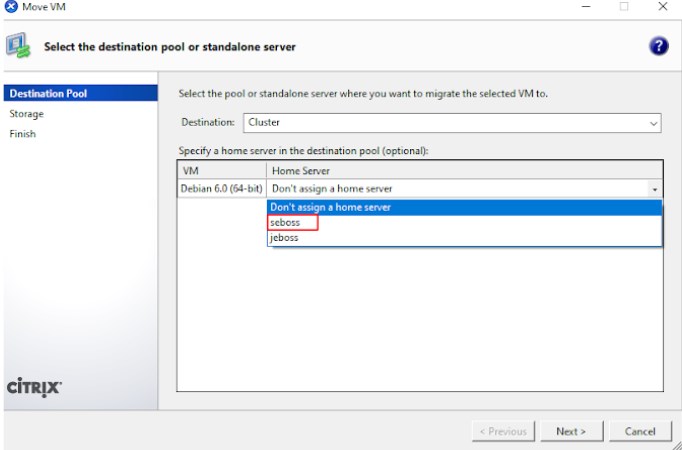 Move VM
Select the destination pool or standalone server
?
Destination Pool
Storage
Finish
Select the pool or standalone server where you want to migrate the selected VM to.
Destination: Cluster
Specify a home server in the destination pool (optional):
VM Home Server
Debian 6.0 (64-bit) Don't assign a home server
Don't assign a home server
seboss
jeboss
CİTRIX
< Previous Next > Cancel